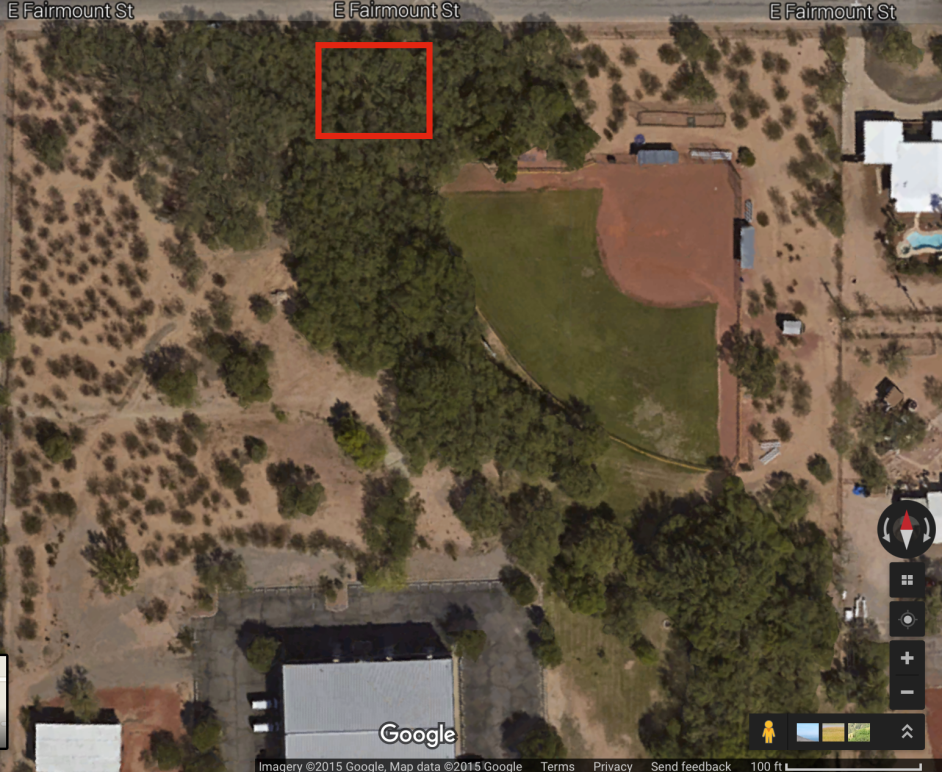 E Fairmount St E Fairmount St E Fairmount St
Google
Imagery ©2015 Google, Map data ©2015 Google Terms Privacy Send feedback 100 ft